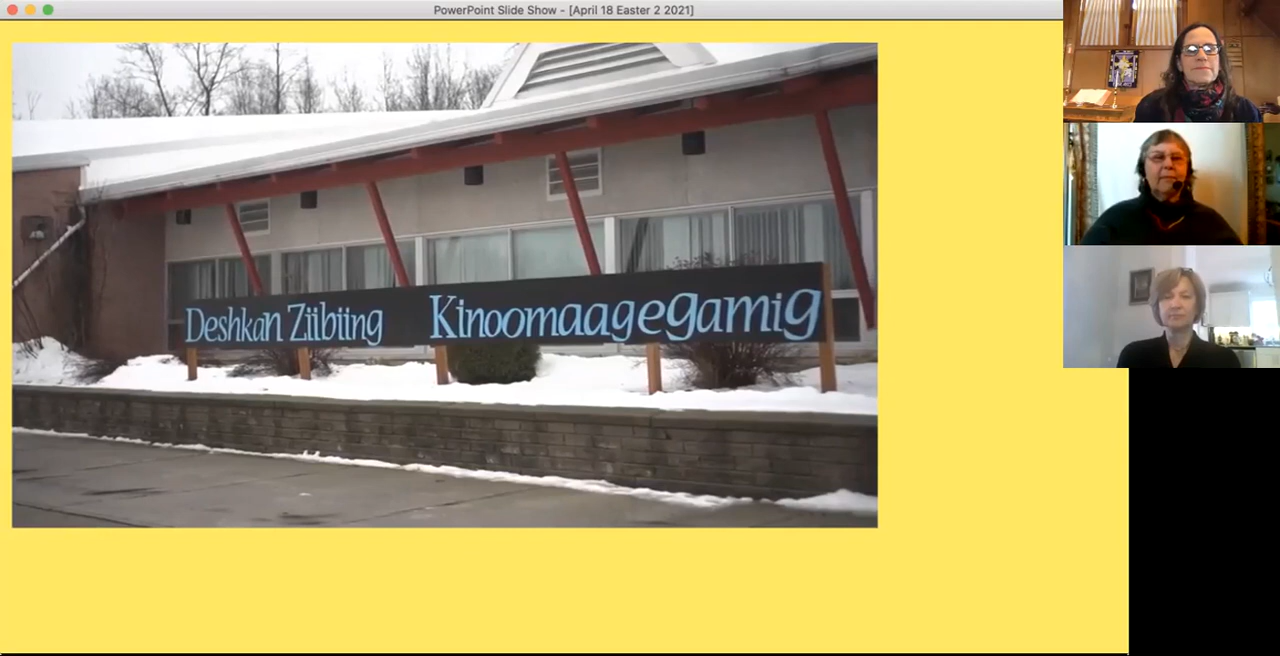 PowerPoint Slide Show - [April 18 Easter 2 2021]
Deshkan Ziibiing Kinoomaagegamig